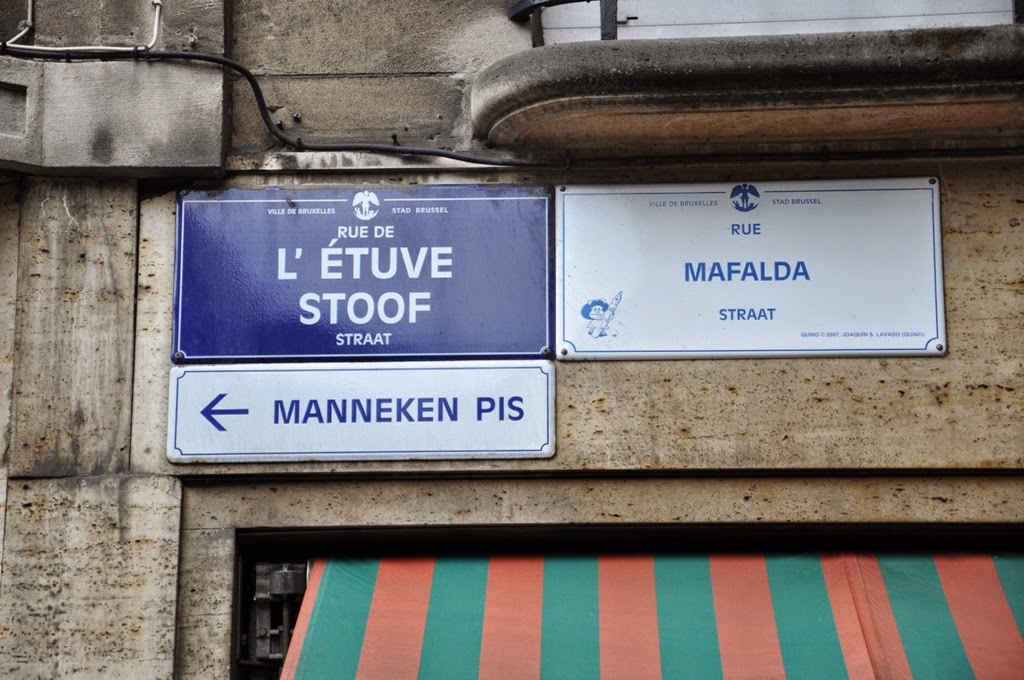 VILLE DE BRUXELLES STAD BRUSSEL
RUE DE
L' ÉTUVE
STOOF
STRAAT
MANNEKEN PIS
VILLE DE BRUXELLES STAD BRUSSEL
RUE
MAFALDA
STRAAT
QUINO © 2007, JOAQUÍN S. LAVADO (QUINO)